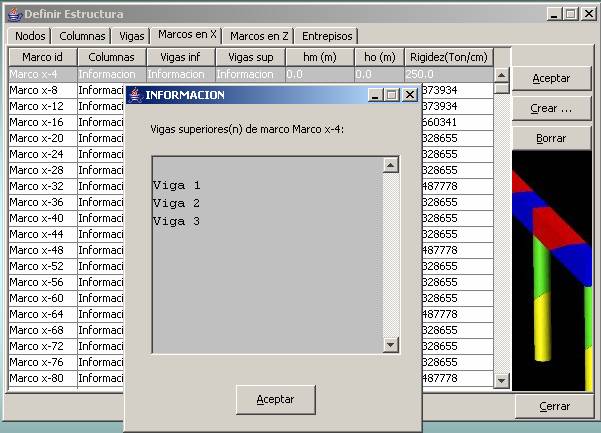 Definir Estructura
Nodos Columnas Vigas Marcos en X Marcos en Z Entrepisos
Marco id Columnas Vigas inf Vigas sup hm (m) ho (m) Rigidez(Ton/cm)
Marco x-4 Informacion Informacion Informacion 0.0 0.0 250.0
Marco x-8 Informaci 373934
Marco x-12 Informaci 373934
Marco x-16 Informaci 560341
Marco x-20 Informaci 328655
Marco x-24 Informaci 328655
Marco x-28 Informaci 328655
Marco x-32 Informaci 487778
Marco x-36 Informaci 328655
Marco x-40 Informaci 328655
Marco x-44 Informaci 328655
Marco x-48 Informaci 487778
Marco x-52 Informaci 328655
Marco x-56 Informaci 328655
Marco x-60 Informaci 328655
Marco x-64 Informaci 487778
Marco x-68 Informaci 328655
Marco x-72 Informaci 328655
Marco x-76 Informaci 328655
Marco x-80 Informaci 487778
Aceptar
Crear ...
Borrar
Cerrar
INFORMACION
Vigas superiores(n) de marco Marco x-4:
Viga 1
Viga 2
Viga 3
Aceptar